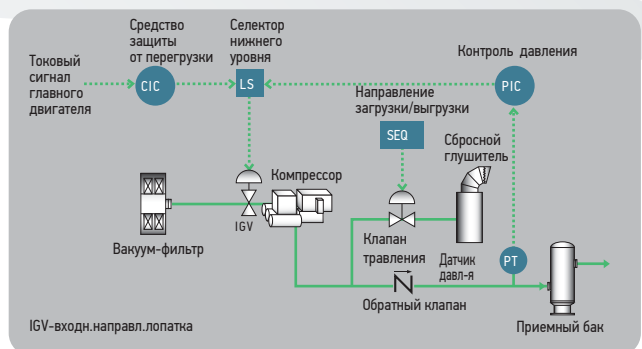 Токовый
сигнал
главного
двигателя
Средство
защиты
от перегрузки
CIC
Селектор
нижнего
уровня
LS
Контроль давления
PIC
Направление
загрузки/выгрузки
SEQ
Сбросной
глушитель
Компрессор
IGV
Вакуум-фильтр
Клапан
травления
Датчик
давл-я
PT
Обратный клапан
Приемный бак
IGV-входн.направл.лопатка